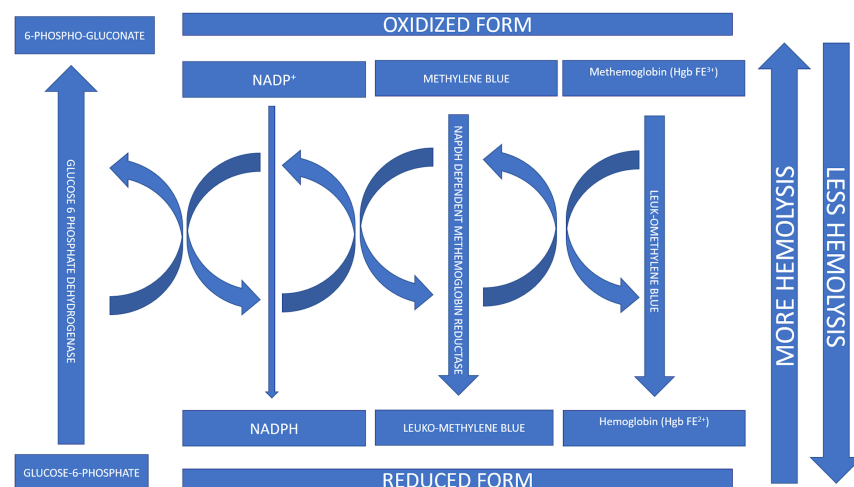 6-PHOSPHO-GLUCONATE
OXIDIZED FORM
NADP⁺
METHYLENE BLUE
Methemoglobin (Hgb FE³⁺)
GLUCOSE 6 PHOSPHATE DEHYDROGENASE
NAPDH DEPENDENT METHEMOGLOBIN REDUCTASE
LEUK-OMETHYLENE BLUE
MORE HEMOLYSIS
LESS HEMOLYSIS
NADPH
LEUKO-METHYLENE BLUE
Hemoglobin (Hgb FE²⁺)
GLUCOSE-6-PHOSPHATE
REDUCED FORM